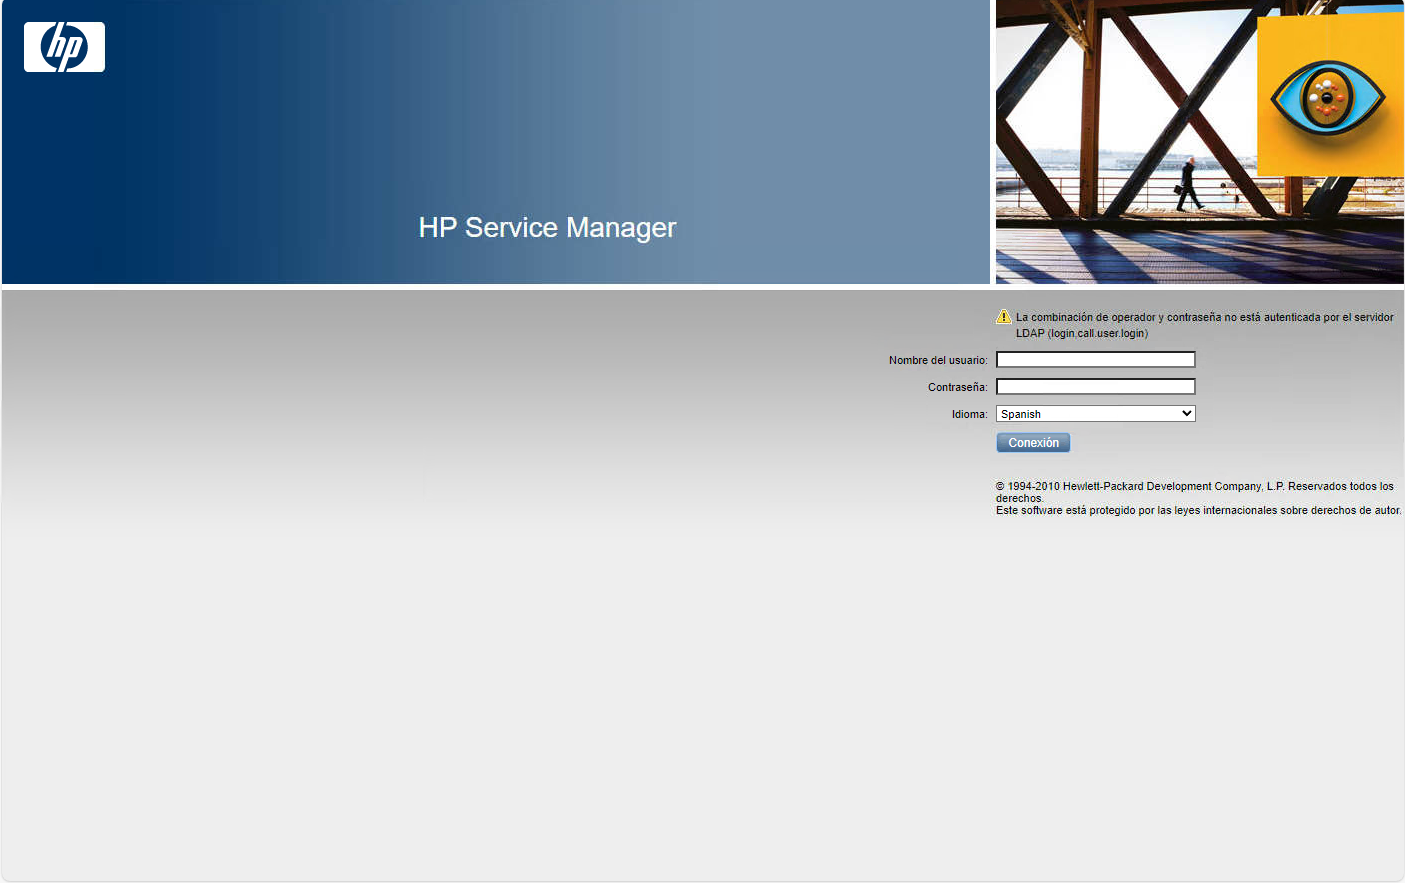 hp
HP Service Manager
La combinación de operador y contraseña no está autenticada por el servidor
LDAP (login,call.user.login)
Nombre del usuario:
Contraseña:
Idioma: Spanish
Conexión
© 1994-2010 Hewlett-Packard Development Company, L.P. Reservados todos los
derechos.
Este software está protegido por las leyes internacionales sobre derechos de autor.